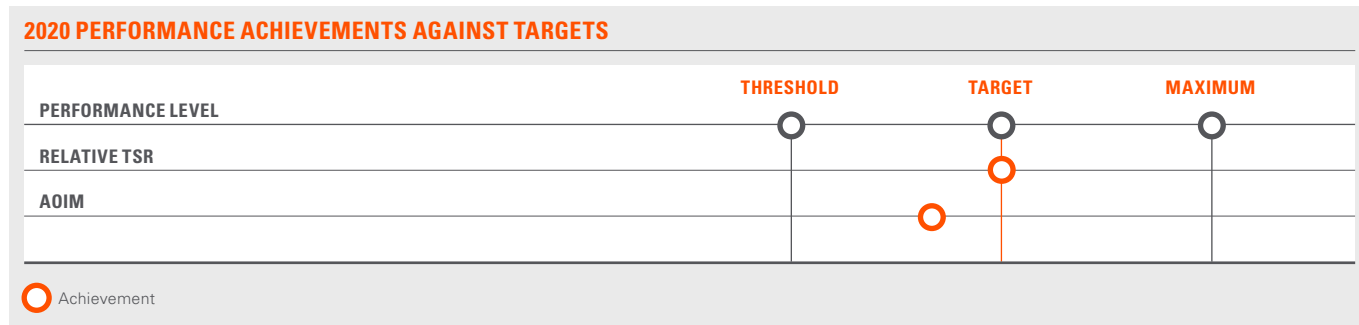 2020 PERFORMANCE ACHIEVEMENTS AGAINST TARGETS
THRESHOLD TARGET MAXIMUM
PERFORMANCE LEVEL
RELATIVE TSR
AOIM
Achievement